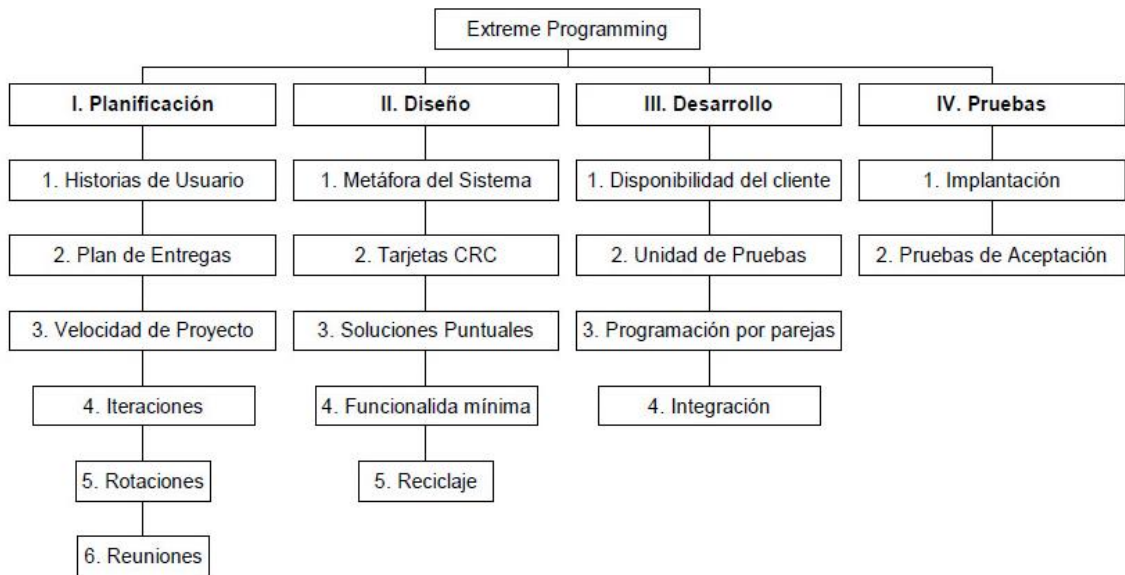 Extreme Programming
I. Planificación
II. Diseño
III. Desarrollo
IV. Pruebas
1. Historias de Usuario
1. Metáfora del Sistema
1. Disponibilidad del cliente
1. Implantación
2. Plan de Entregas
2. Tarjetas CRC
2. Unidad de Pruebas
2. Pruebas de Aceptación
3. Velocidad de Proyecto
3. Soluciones Puntuales
3. Programación por parejas
4. Iteraciones
4. Funcionalida mínima
4. Integración
5. Rotaciones
5. Reciclaje
6. Reuniones